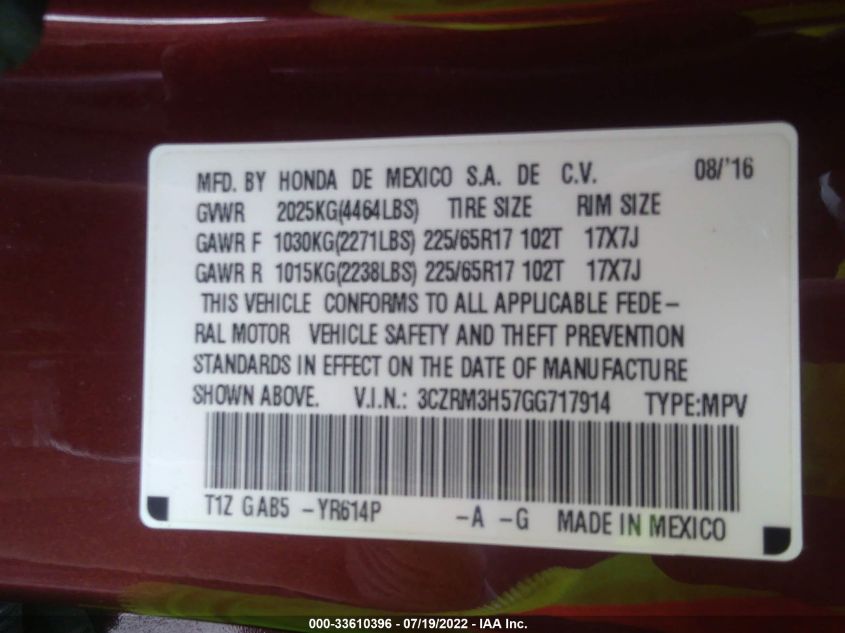 MFD. BY HONDA DE MEXICO S.A. DE C.V. 08/'16
GVWR 2025KG(4464LBS) TIRE SIZE RIM SIZE
GAWR F 1030KG(2271LBS) 225/65R17 102T 17X7J
GAWR R 1015KG(2238LBS) 225/65R17 102T 17X7J
THIS VEHICLE CONFORMS TO ALL APPLICABLE FEDE-
RAL MOTOR VEHICLE SAFETY AND THEFT PREVENTION
STANDARDS IN EFFECT ON THE DATE OF MANUFACTURE
SHOWN ABOVE. V.I.N.: 3CZRM3H57GG717914 TYPE:MPV
T1Z GAB5 -YR614P -A -G MADE IN MEXICO
000-33610396 - 07/19/2022 - IAA Inc.